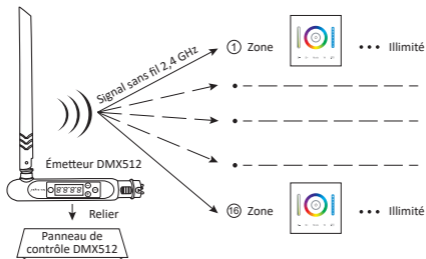 Signal sans fil 2,4 GHz
1 Zone
Illimité
Émetteur DMX512
8888
Relier
Panneau de
contrôle DMX512
16 Zone
Illimité